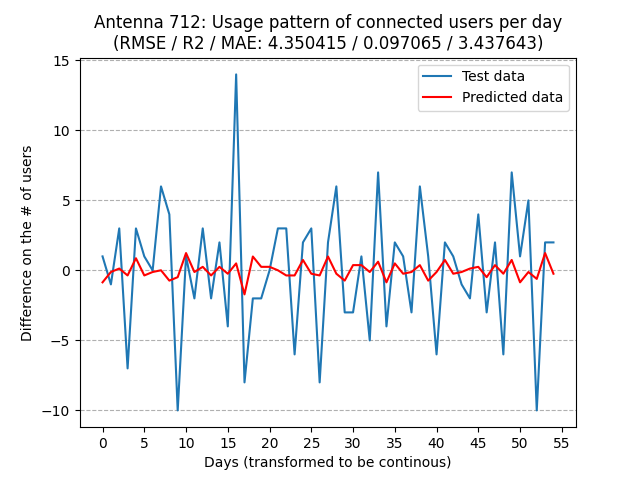 Antenna 712: Usage pattern of connected users per day
(RMSE / R2 / MAE: 4.350415 / 0.097065 / 3.437643)
Test data
Predicted data
Difference on the # of users
15
10
5
0
−5
−10
0 5 10 15 20 25 30 35 40 45 50 55
Days (transformed to be continous)